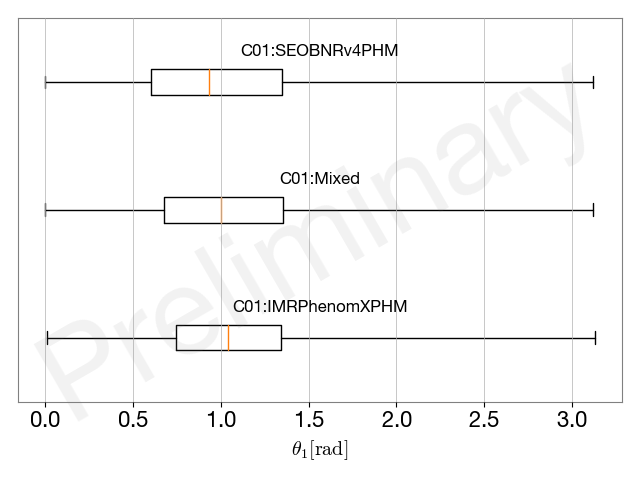 C01:SEOBNRv4PHM
C01:Mixed
C01:IMRPhenomXPHM
Preliminary
0.0 0.5 1.0 1.5 2.0 2.5 3.0
θ₁[rad]